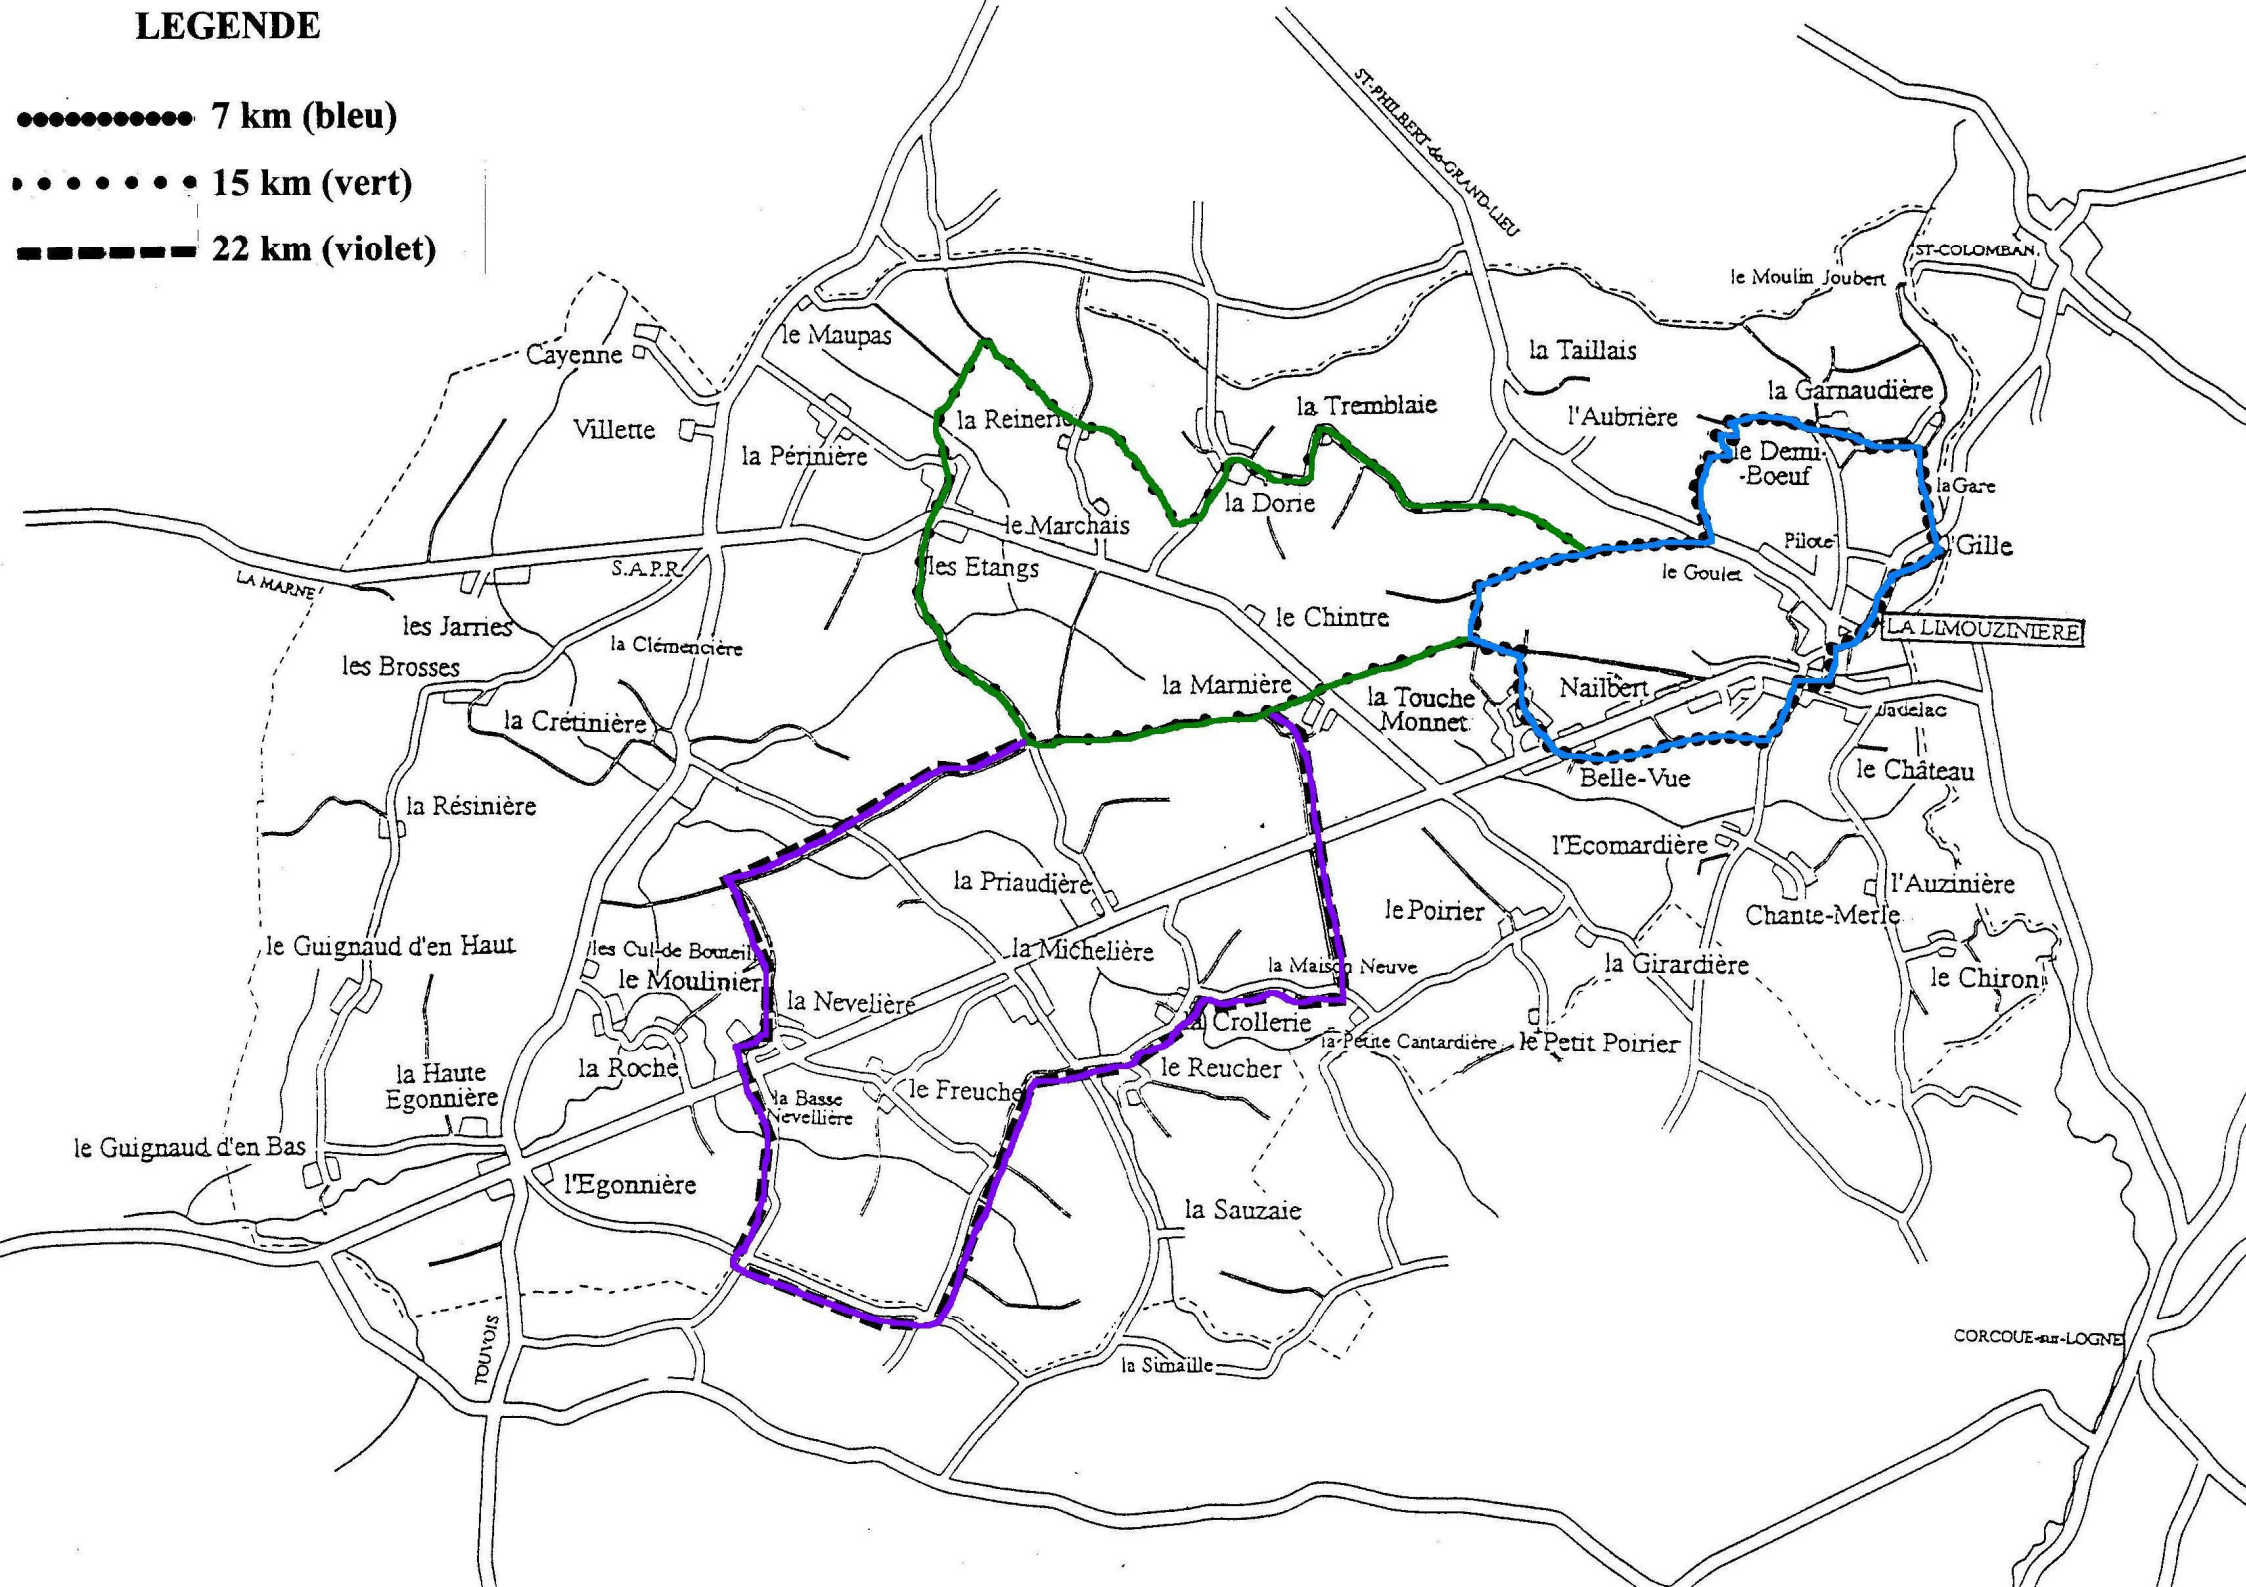 LEGENDE
7 km (bleu)
15 km (vert)
22 km (violet)
ST-PHILBERT-de-GRAND-LIEU
ST-COLOMBAN
le Moulin Joubert
le Maupas
Cayenne
la Taillais
la Garnaudière
la Tremblaie
l'Aubrière
la Reinerie
Villette
la Périnière
le Demi-
-Boeuf
la Gare
la Dorie
le Marchais
Pilote
Gille
LA MARNE
S.A.P.R.
les Etangs
le Goulet
les Jarries
le Chintre
LA LIMOUZINIERE
la Clémencière
les Brosses
la Marnière
la Touche
Monnet
Nailbert
la Crétinière
Jadelac
Belle-Vue
le Château
la Résinière
l'Ecomardière
la Priaudière
l'Auzinière
le Poirier
Chante-Merle
le Guignaud d'en Haut
les Cul-de Bouteille
la Michelière
le Moulinier
la Maison Neuve
la Girardière
le Chiron
la Nevelière
la Crollerie
la Petite Cantardière
le Petit Poirier
la Roche
le Reucher
la Haute
Egonnière
le Freuche
la Basse
Nevellière
le Guignaud d'en Bas
l'Egonnière
la Sauzaie
TOUVOIS
la Simaille
CORCOUE-sur-LOGNE